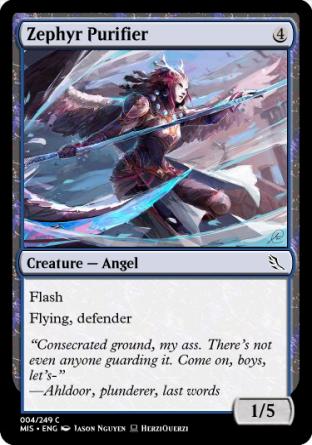 Zephyr Purifier 4
Creature — Angel
Flash
Flying, defender
“Consecrated ground, my ass. There's not
even anyone guarding it. Come on, boys,
let's-”
—Ahldoor, plunderer, last words
1/5
004/249 C
MIS • ENG Jason Nguyen HerziQuerzi